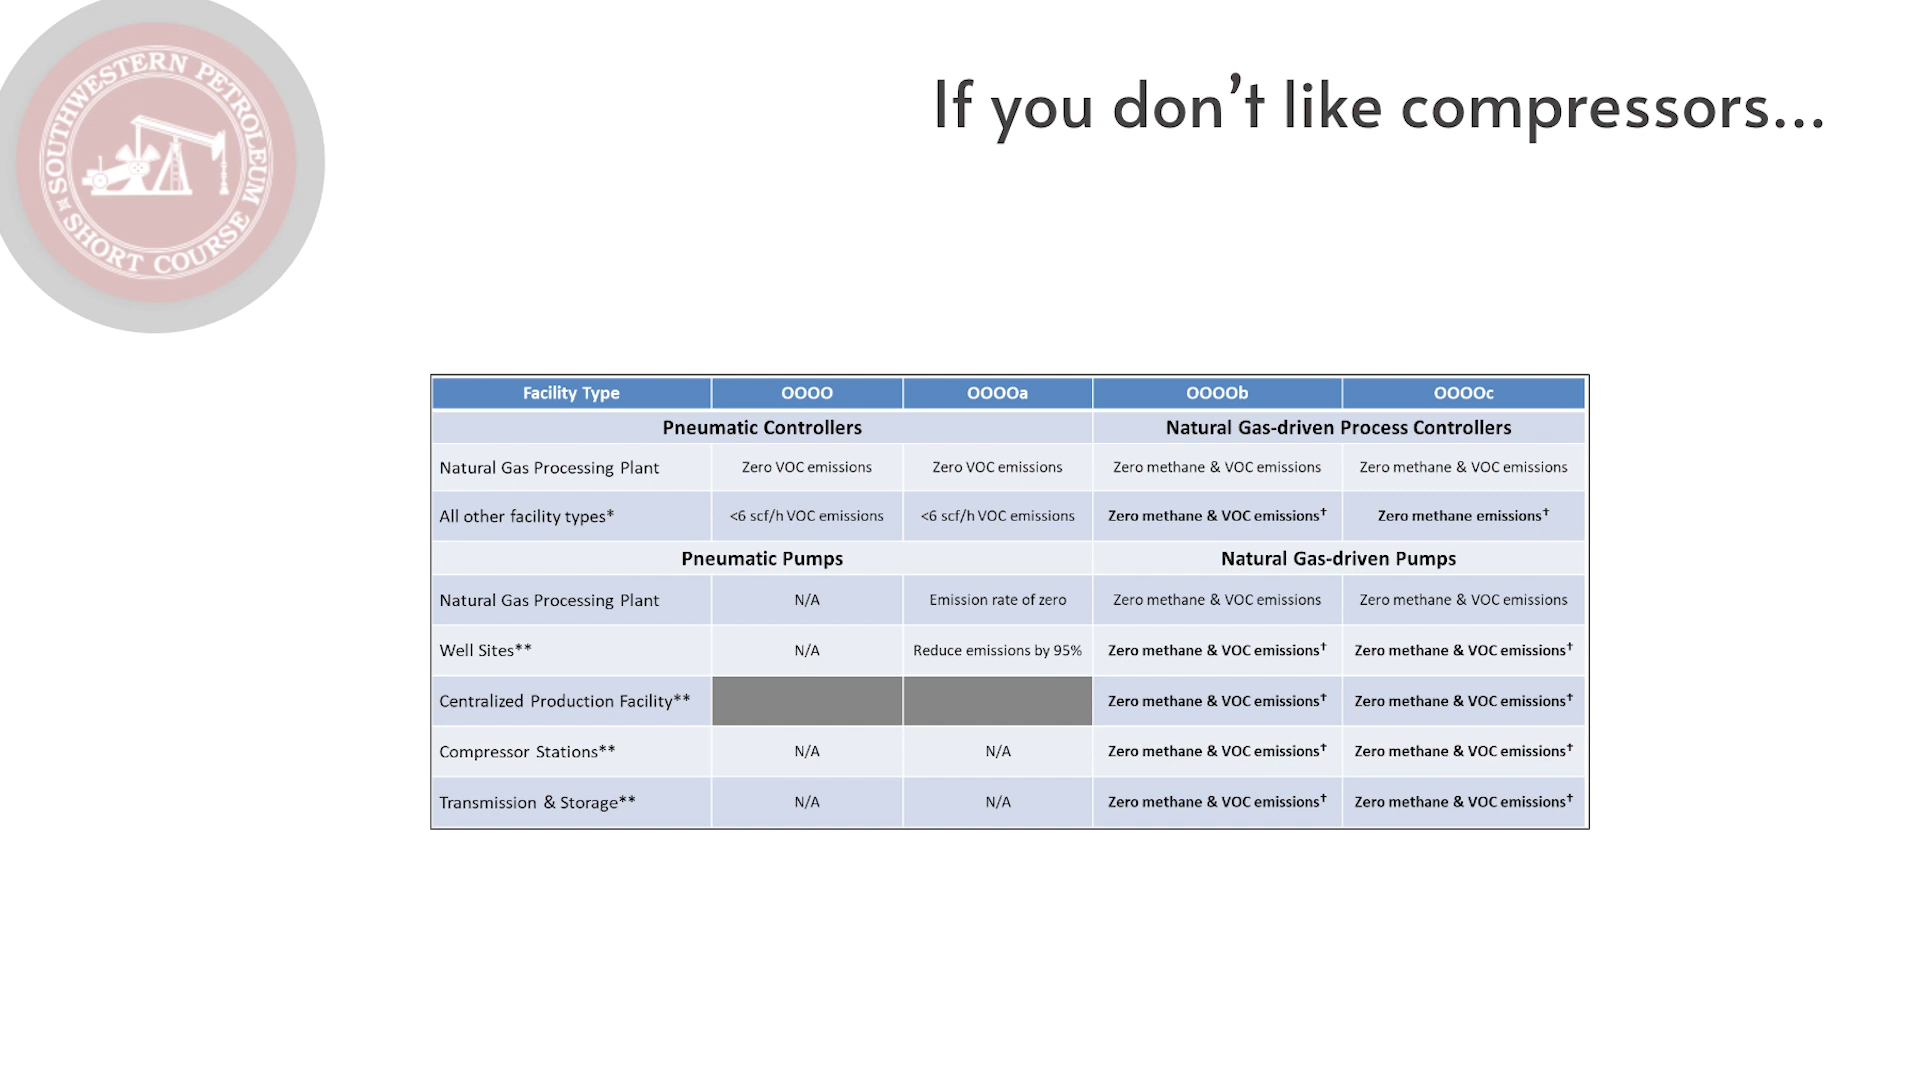 SOUTHWESTERN PETROLEUM
SHORT COURSE
If you don’t like compressors...
Facility Type OOOO OOOOa OOOOb OOOOc
Pneumatic Controllers Natural Gas-driven Process Controllers
Natural Gas Processing Plant Zero VOC emissions Zero VOC emissions Zero methane & VOC emissions Zero methane & VOC emissions
All other facility types* <6 scf/h VOC emissions <6 scf/h VOC emissions Zero methane & VOC emissions† Zero methane emissions†
Pneumatic Pumps Natural Gas-driven Pumps
Natural Gas Processing Plant N/A Emission rate of zero Zero methane & VOC emissions Zero methane & VOC emissions
Well Sites** N/A Reduce emissions by 95% Zero methane & VOC emissions† Zero methane & VOC emissions†
Centralized Production Facility** Zero methane & VOC emissions† Zero methane & VOC emissions†
Compressor Stations** N/A N/A Zero methane & VOC emissions† Zero methane & VOC emissions†
Transmission & Storage** N/A N/A Zero methane & VOC emissions† Zero methane & VOC emissions†